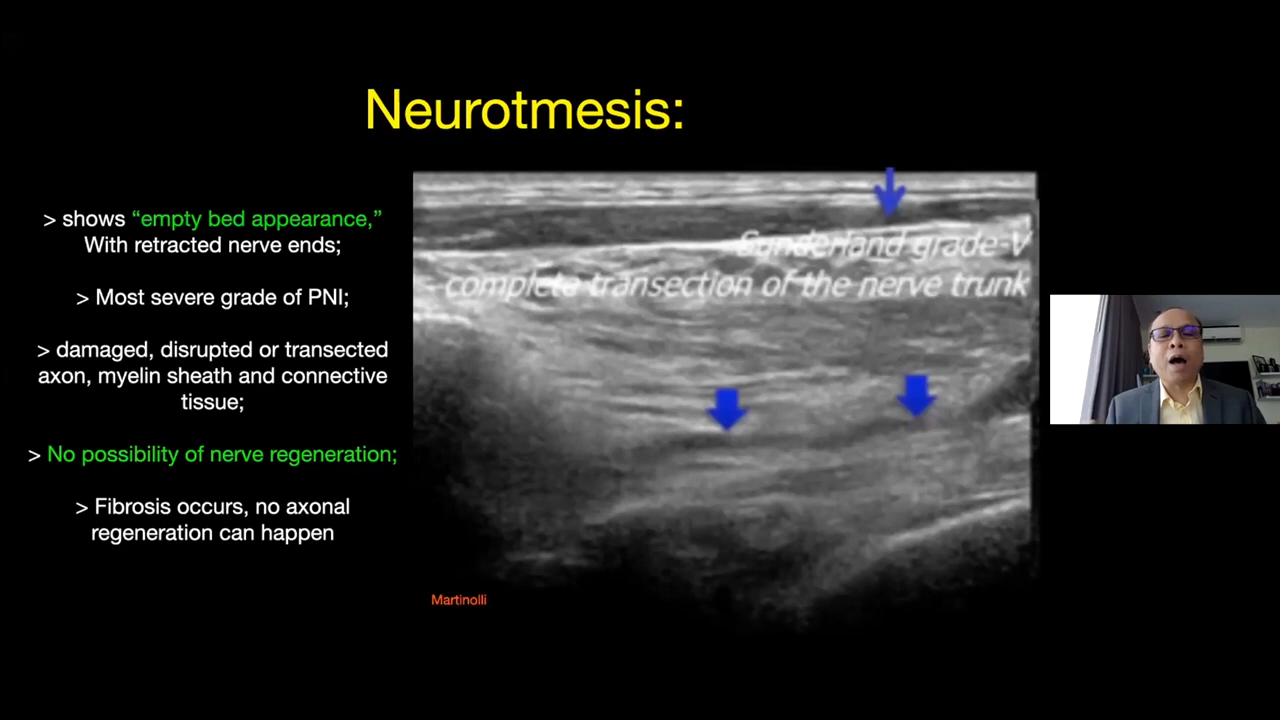 Neurotmesis:
> shows “empty bed appearance,”
With retracted nerve ends;
> Most severe grade of PNI;
> damaged, disrupted or transected
axon, myelin sheath and connective
tissue;
> No possibility of nerve regeneration;
> Fibrosis occurs, no axonal
regeneration can happen
Sunderland grade-V
complete transection of the nerve trunk
Martinolli